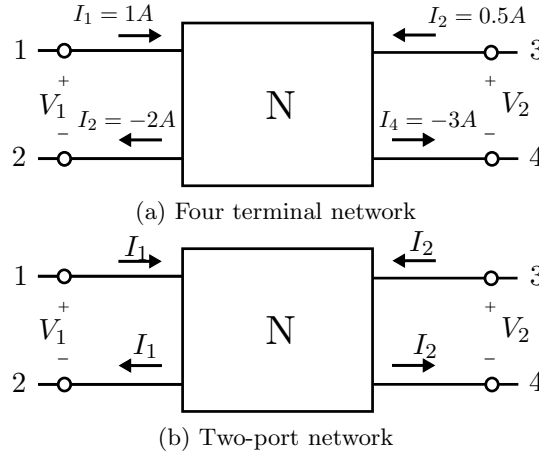 I₁ = 1A I₂ = 0.5A
1 N 3
+ +
V₁ V₂
− I₂ = −2A I₄ = −3A −
2 4
(a) Four terminal network
I₁ I₂
1 N 3
+ +
V₁ V₂
− I₁ I₂ −
2 4
(b) Two-port network